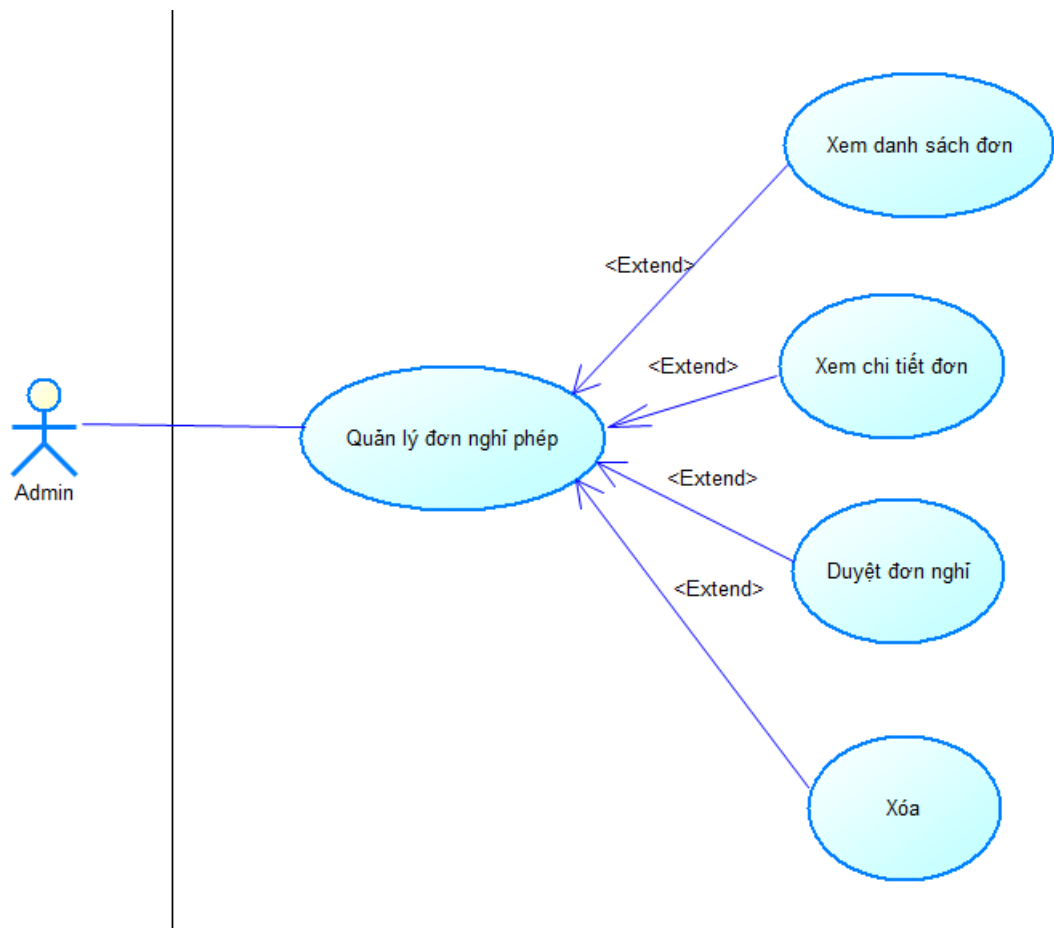 Xem danh sách đơn
<Extend>
<Extend>
Xem chi tiết đơn
Quản lý đơn nghỉ phép
<Extend>
Admin
Duyệt đơn nghỉ
<Extend>
Xóa